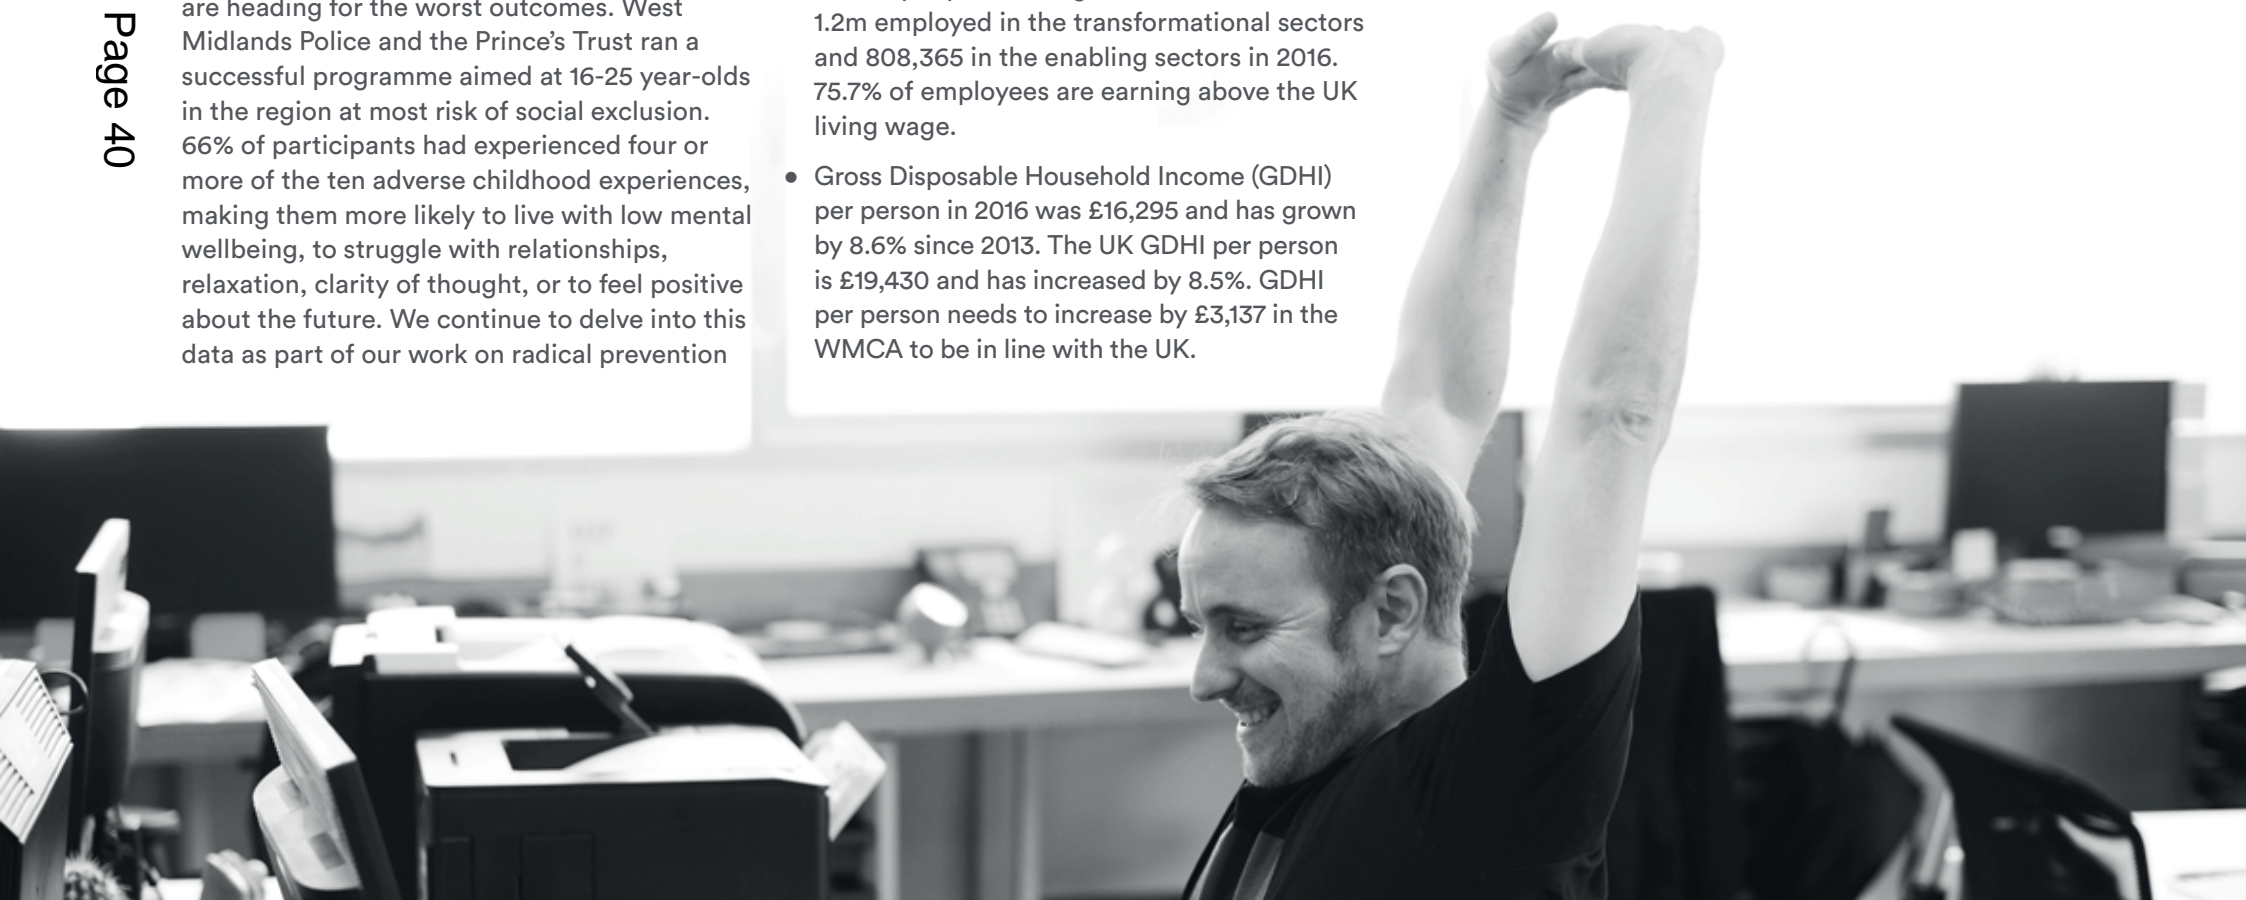 Page 40
are heading for the worst outcomes. West
Midlands Police and the Prince’s Trust ran a
successful programme aimed at 16-25 year-olds
in the region at most risk of social exclusion.
66% of participants had experienced four or
more of the ten adverse childhood experiences,
making them more likely to live with low mental
wellbeing, to struggle with relationships,
relaxation, clarity of thought, or to feel positive
about the future. We continue to delve into this
data as part of our work on radical prevention
1.2m employed in the transformational sectors
and 808,365 in the enabling sectors in 2016.
75.7% of employees are earning above the UK
living wage.
• Gross Disposable Household Income (GDHI)
per person in 2016 was £16,295 and has grown
by 8.6% since 2013. The UK GDHI per person
is £19,430 and has increased by 8.5%. GDHI
per person needs to increase by £3,137 in the
WMCA to be in line with the UK.